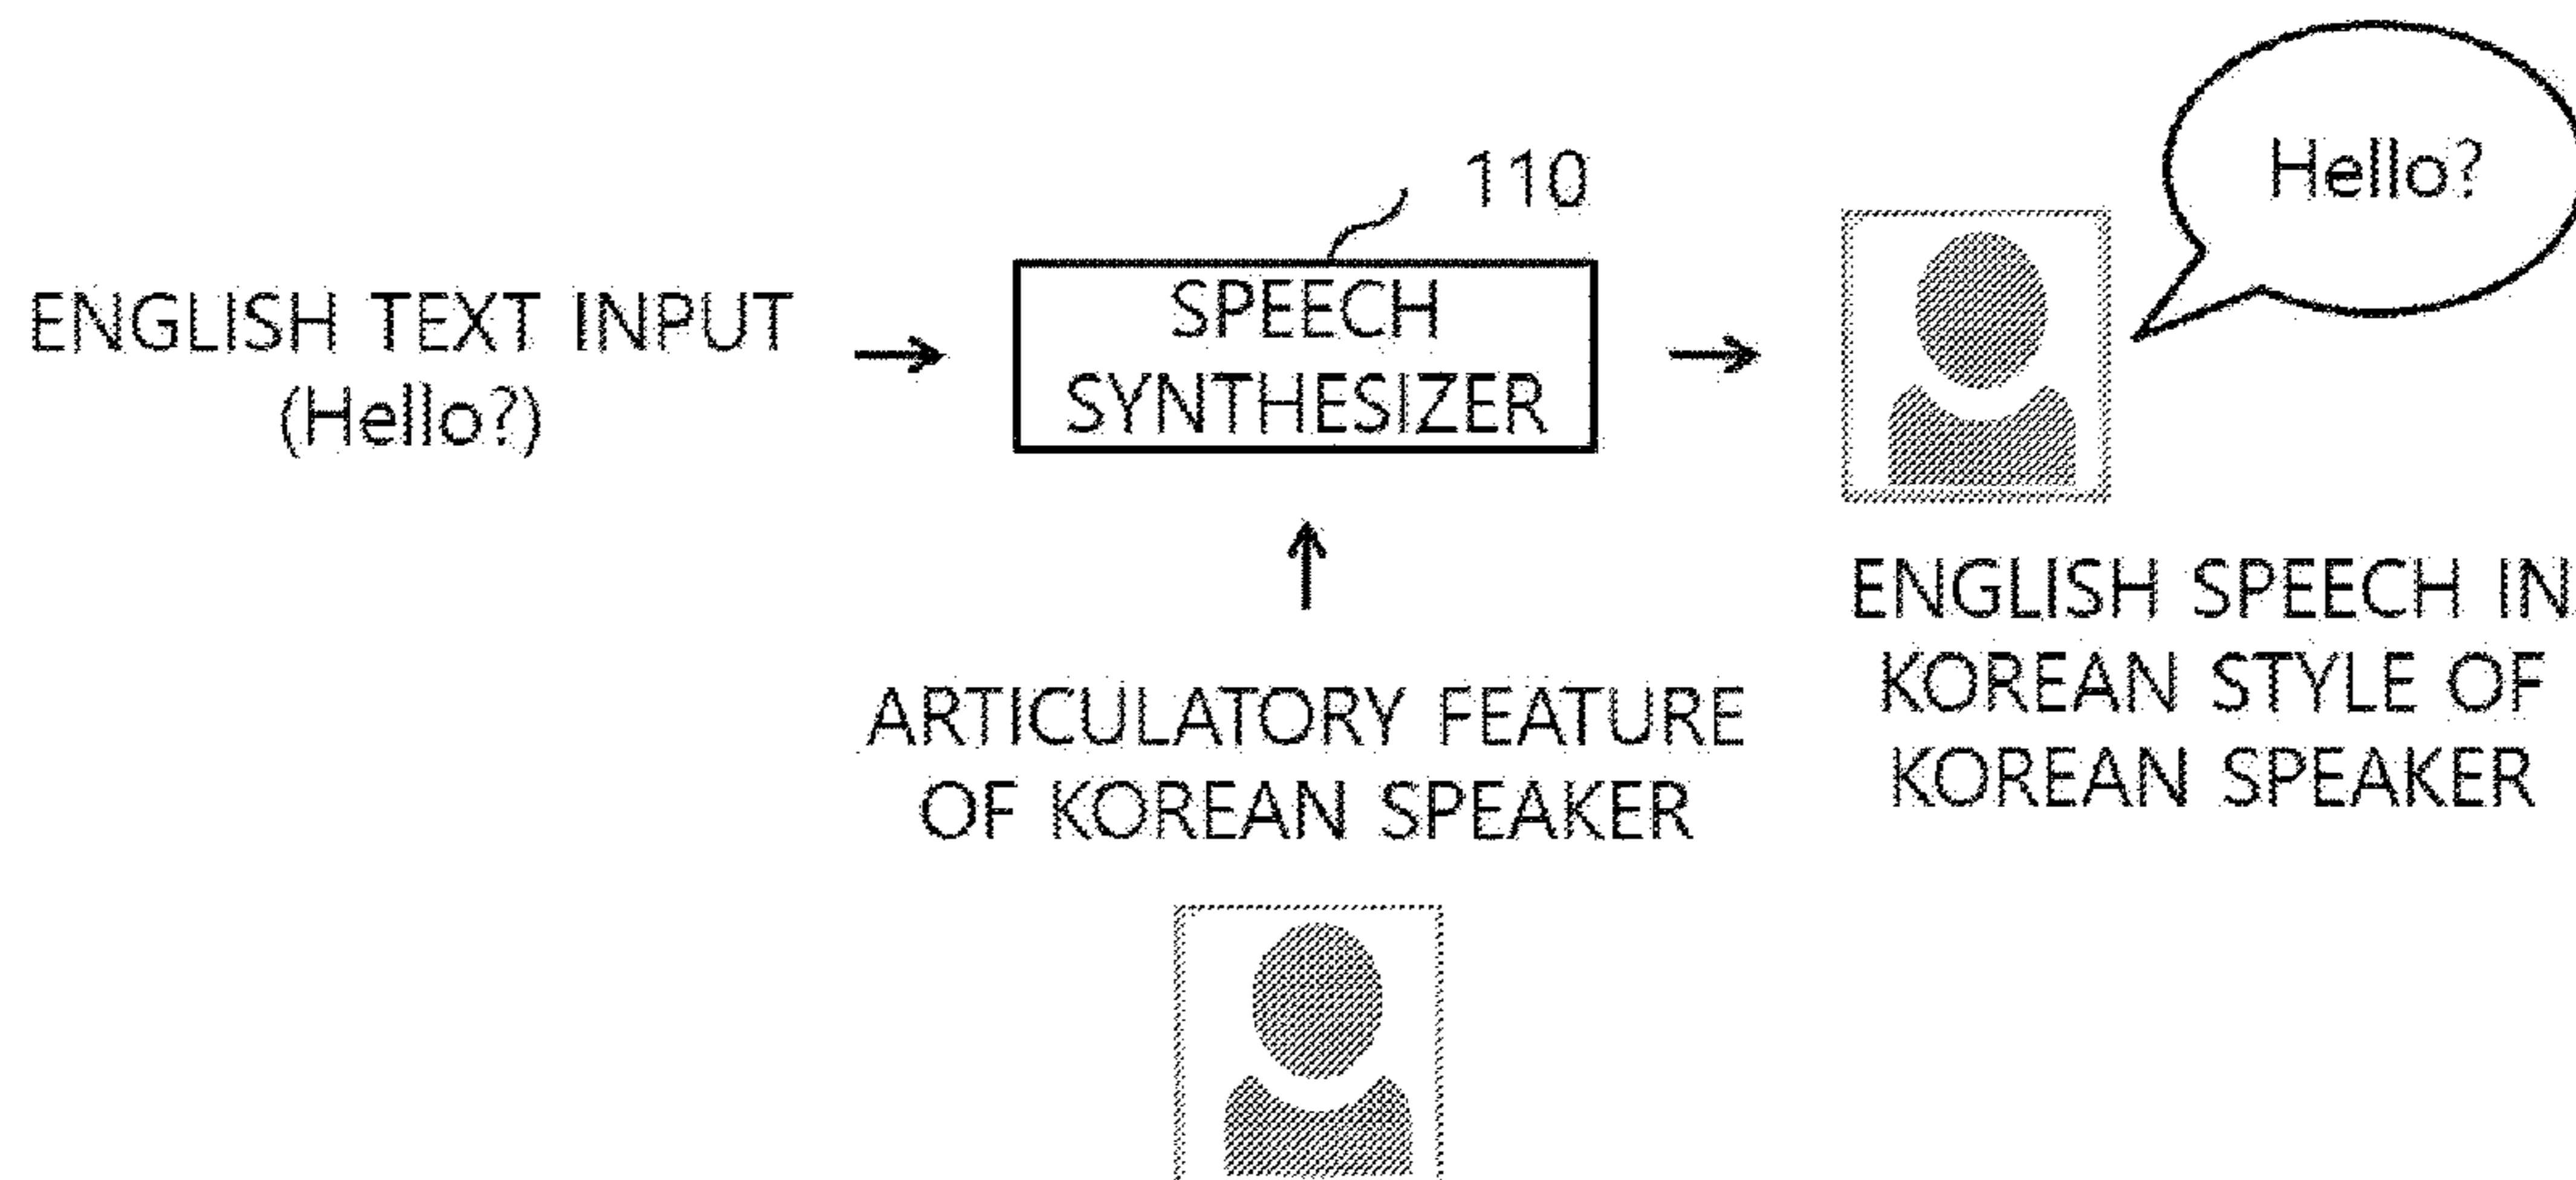 Hello?
110
ENGLISH TEXT INPUT
(Hello?)
SPEECH
SYNTHESIZER
ENGLISH SPEECH IN
KOREAN STYLE OF
KOREAN SPEAKER
ARTICULATORY FEATURE
OF KOREAN SPEAKER